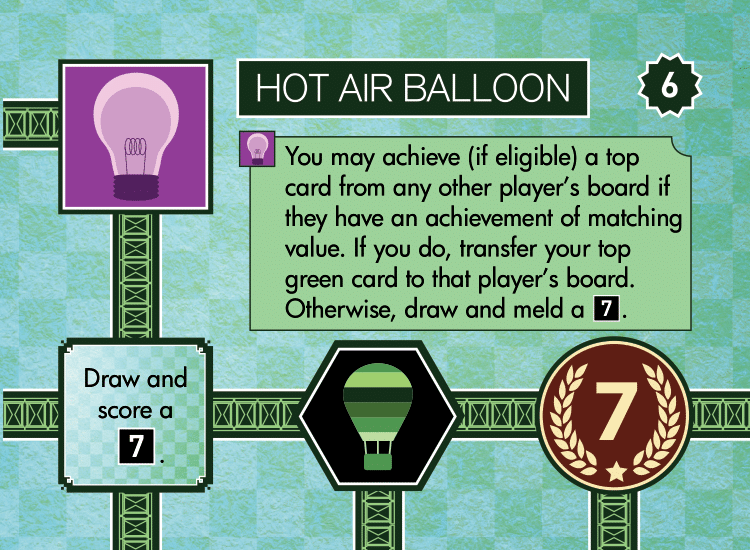 HOT AIR BALLOON
6
You may achieve (if eligible) a top
card from any other player's board if
they have an achievement of matching
value. If you do, transfer your top
green card to that player's board.
Otherwise, draw and meld a 7.
Draw and
score a
7.
7